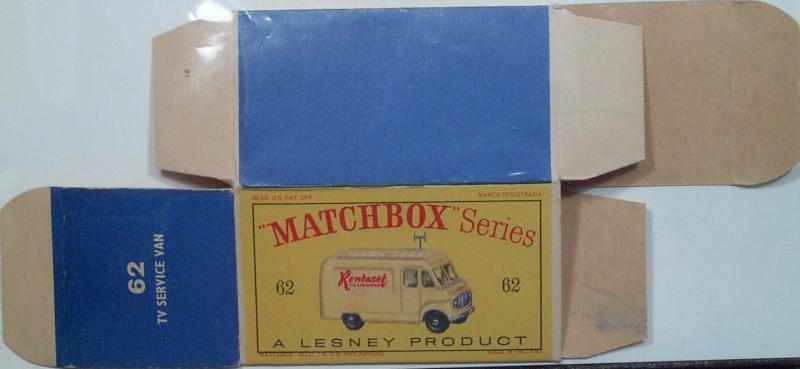 REGD. U.S. PAT. OFF.
MARCA REGISTRADA
"MATCHBOX" Series
Rentaset
62
62
A LESNEY PRODUCT
MADE IN ENGLAND
62
TV SERVICE VAN